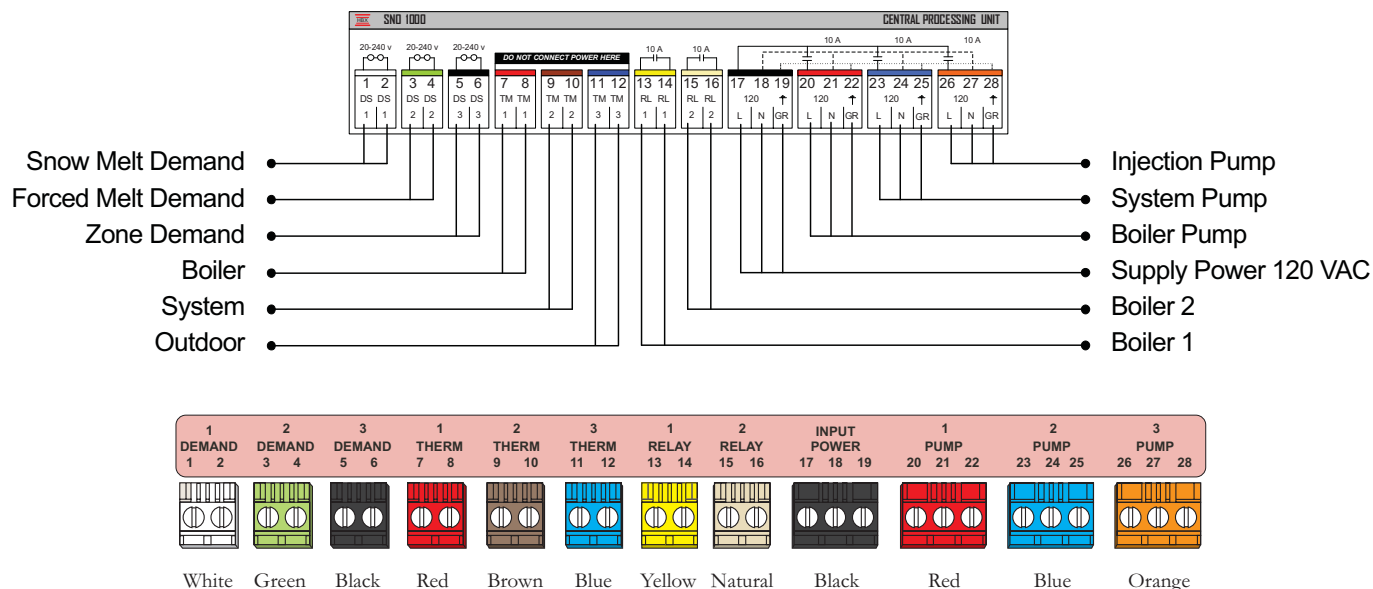 HBX SNO 1000 CENTRAL PROCESSING UNIT
20-240 v 20-240 v 20-240 v DO NOT CONNECT POWER HERE 10 A 10 A 10 A 10 A 10 A
1 2 3 4 5 6 7 8 9 10 11 12 13 14 15 16 17 18 19 20 21 22 23 24 25 26 27 28
DS DS DS DS DS DS TM TM TM TM TM TM RL RL RL RL 120 ↑ 120 ↑ 120 ↑ 120 ↑
1 1 2 2 3 3 1 1 2 2 3 3 1 1 2 2 L N GR L N GR L N GR L N GR
Snow Melt Demand
Forced Melt Demand
Zone Demand
Boiler
System
Outdoor
Injection Pump
System Pump
Boiler Pump
Supply Power 120 VAC
Boiler 2
Boiler 1
1 2 3 1 2 3 1 2 INPUT 1 2 3
DEMAND DEMAND DEMAND THERM THERM THERM RELAY RELAY POWER PUMP PUMP PUMP
1 2 3 4 5 6 7 8 9 10 11 12 13 14 15 16 17 18 19 20 21 22 23 24 25 26 27 28
White Green Black Red Brown Blue Yellow Natural Black Red Blue Orange